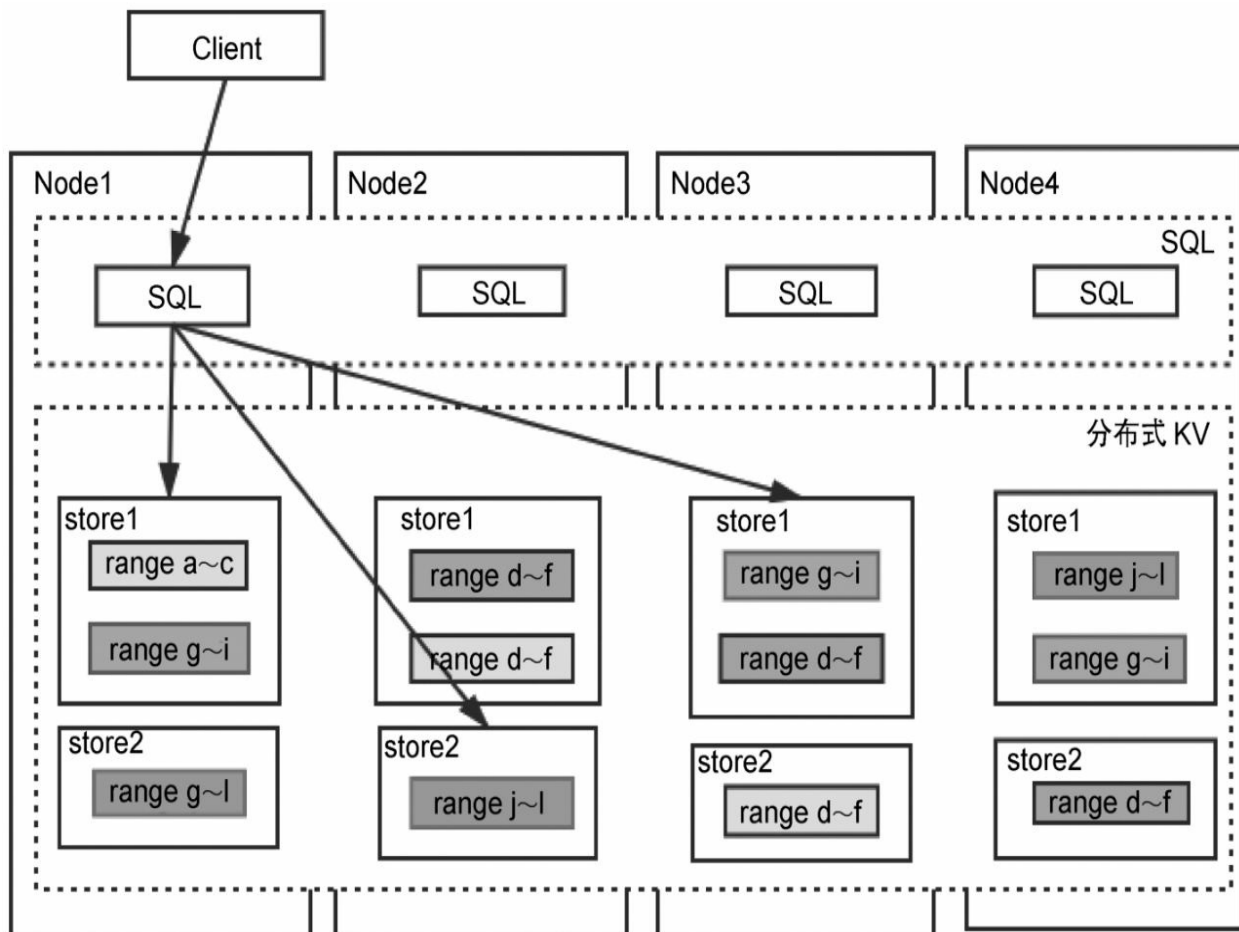 Client
Node1
Node2
Node3
Node4
SQL
SQL
SQL
SQL
SQL
分布式 KV
store1
range a~c
range g~i
store2
range g~l
store1
range d~f
range d~f
store2
range j~l
store1
range g~i
range d~f
store2
range d~f
store1
range j~l
range g~i
store2
range d~f